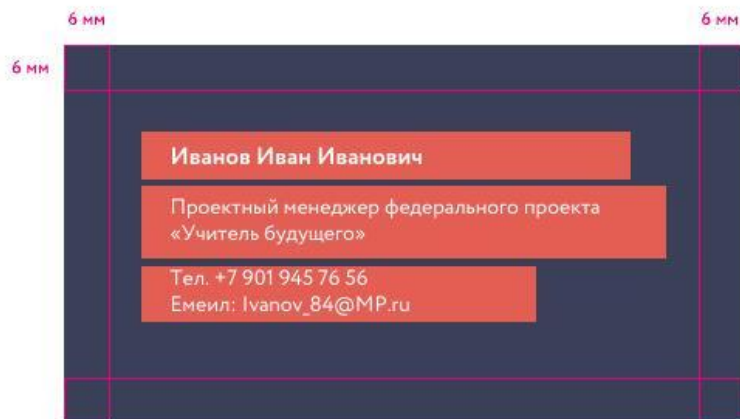 6 мм
6 мм
6 мм
Иванов Иван Иванович
Проектный менеджер федерального проекта
«Учитель будущего»
Тел. +7 901 945 76 56
Емеил: Ivanov_84@MP.ru